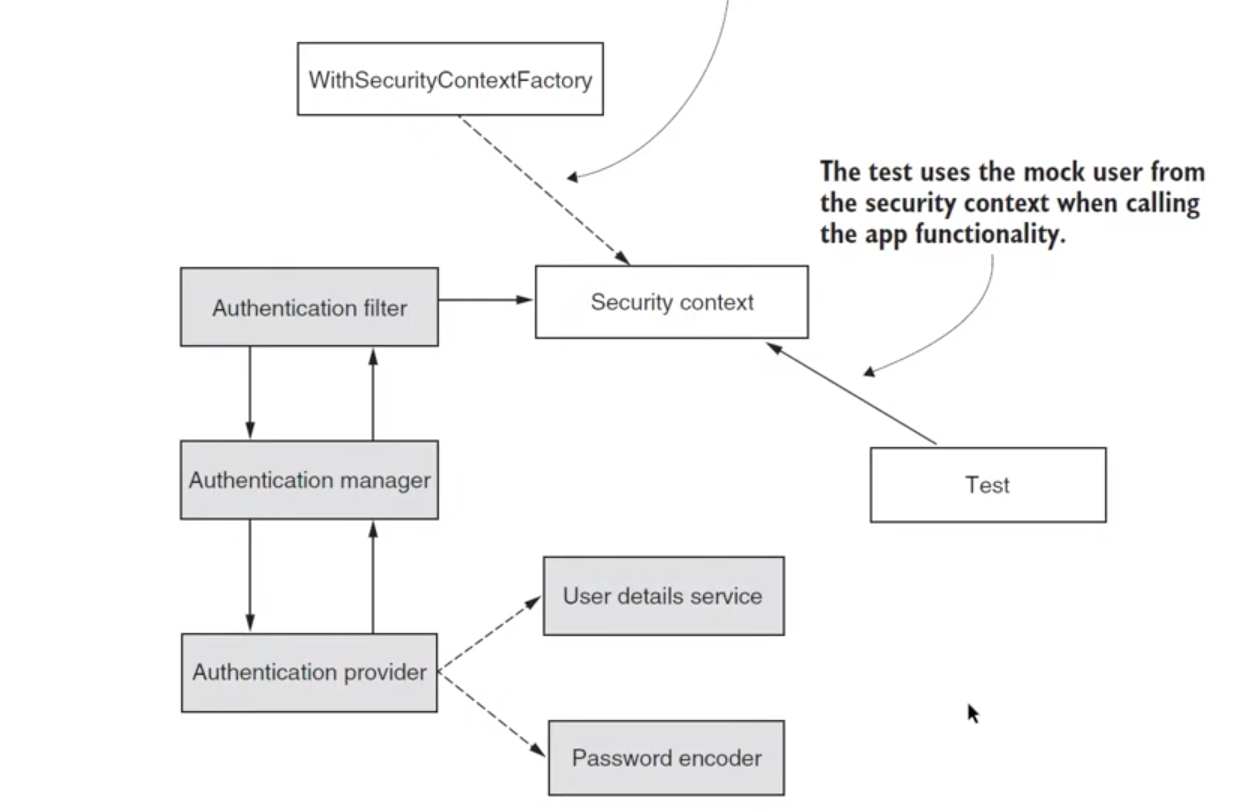 WithSecurityContextFactory
The test uses the mock user from
the security context when calling
the app functionality.
Authentication filter
Security context
Authentication manager
Test
User details service
Authentication provider
Password encoder